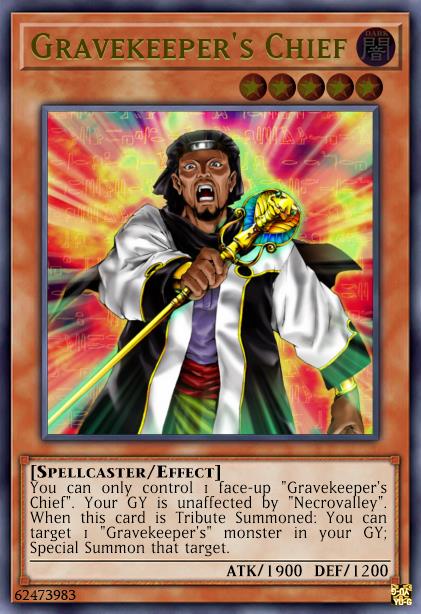 GRAVEKEEPER'S CHIEF
DARK
闇
[SPELLCASTER/EFFECT]
You can only control 1 face-up "Gravekeeper's
Chief". Your GY is unaffected by "Necrovalley".
When this card is Tribute Summoned: You can
target 1 "Gravekeeper's" monster in your GY;
Special Summon that target.
ATK/1900 DEF/1200
62473983